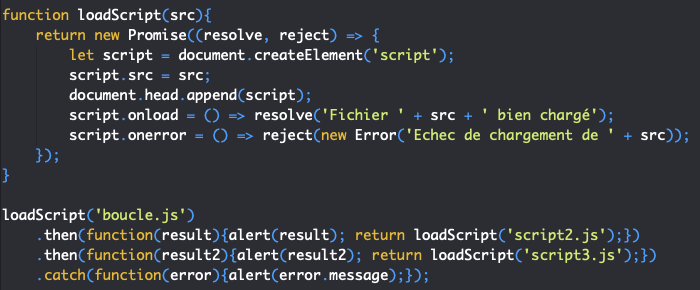 function loadScript(src){
    return new Promise((resolve, reject) => {
        let script = document.createElement('script');
        script.src = src;
        document.head.append(script);
        script.onload = () => resolve('Fichier ' + src + ' bien chargé');
        script.onerror = () => reject(new Error('Echec de chargement de ' + src));
    });
}

loadScript('boucle.js')
    .then(function(result){alert(result); return loadScript('script2.js');})
    .then(function(result2){alert(result2); return loadScript('script3.js');})
    .catch(function(error){alert(error.message);});